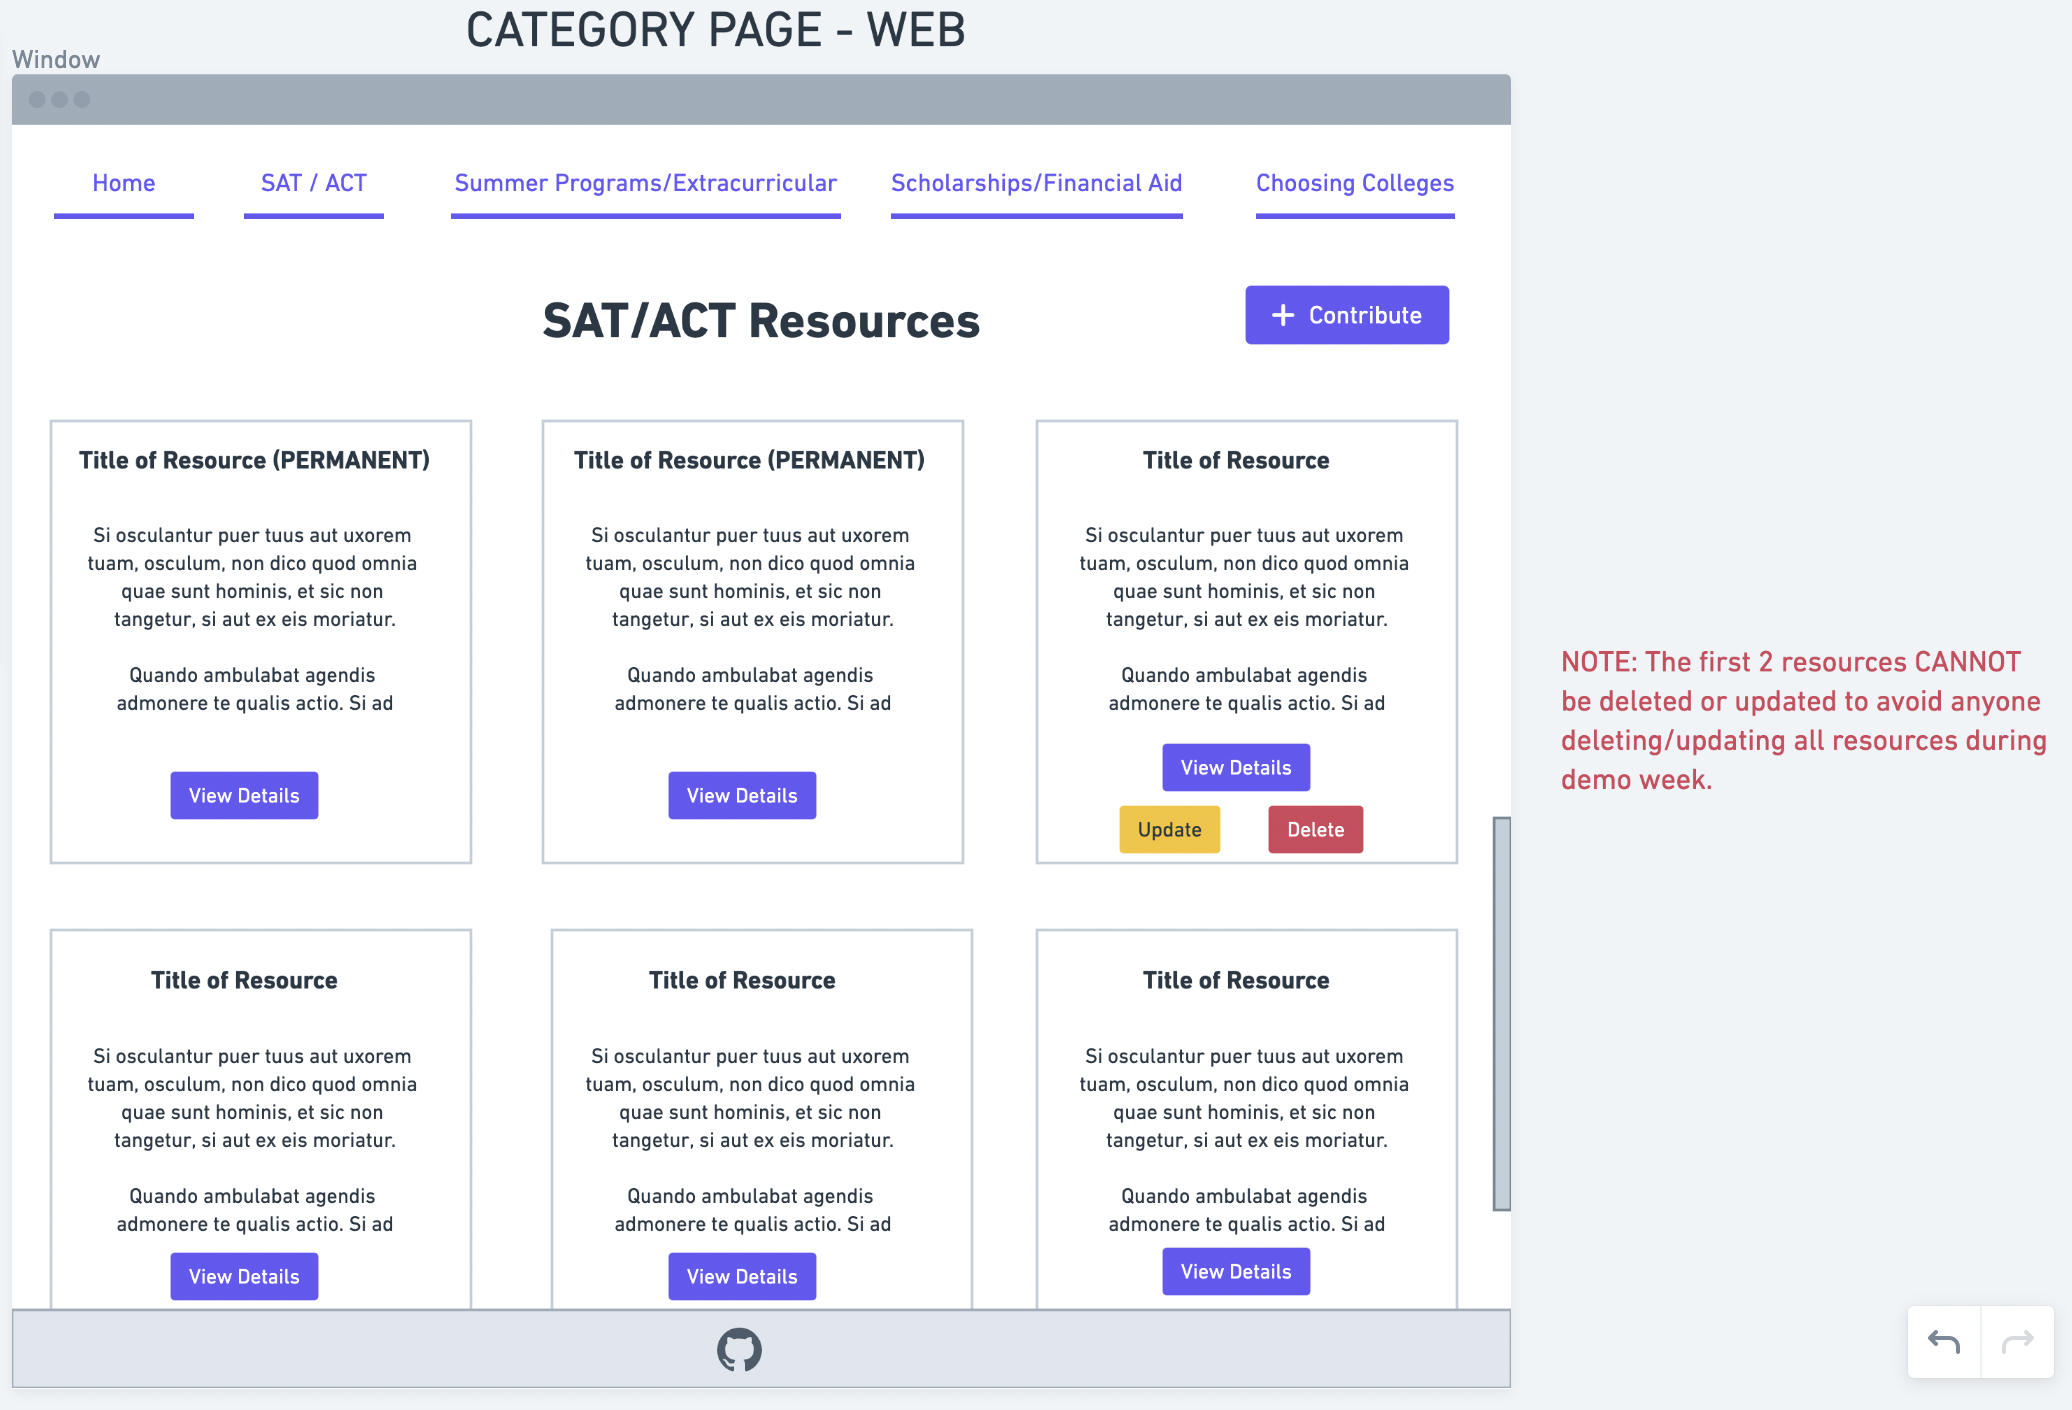 CATEGORY PAGE - WEB
Window
Home
SAT / ACT
Summer Programs/Extracurricular
Scholarships/Financial Aid
Choosing Colleges
SAT/ACT Resources
+ Contribute
Title of Resource (PERMANENT)
Si osculantur puer tuus aut uxorem
tuam, osculum, non dico quod omnia
quae sunt hominis, et sic non
tangetur, si aut ex eis moriatur.
Quando ambulabat agendis
admonere te qualis actio. Si ad
View Details
Title of Resource (PERMANENT)
Si osculantur puer tuus aut uxorem
tuam, osculum, non dico quod omnia
quae sunt hominis, et sic non
tangetur, si aut ex eis moriatur.
Quando ambulabat agendis
admonere te qualis actio. Si ad
View Details
Title of Resource
Si osculantur puer tuus aut uxorem
tuam, osculum, non dico quod omnia
quae sunt hominis, et sic non
tangetur, si aut ex eis moriatur.
Quando ambulabat agendis
admonere te qualis actio. Si ad
View Details
Update
Delete
NOTE: The first 2 resources CANNOT
be deleted or updated to avoid anyone
deleting/updating all resources during
demo week.
Title of Resource
Si osculantur puer tuus aut uxorem
tuam, osculum, non dico quod omnia
quae sunt hominis, et sic non
tangetur, si aut ex eis moriatur.
Quando ambulabat agendis
admonere te qualis actio. Si ad
View Details
Title of Resource
Si osculantur puer tuus aut uxorem
tuam, osculum, non dico quod omnia
quae sunt hominis, et sic non
tangetur, si aut ex eis moriatur.
Quando ambulabat agendis
admonere te qualis actio. Si ad
View Details
Title of Resource
Si osculantur puer tuus aut uxorem
tuam, osculum, non dico quod omnia
quae sunt hominis, et sic non
tangetur, si aut ex eis moriatur.
Quando ambulabat agendis
admonere te qualis actio. Si ad
View Details